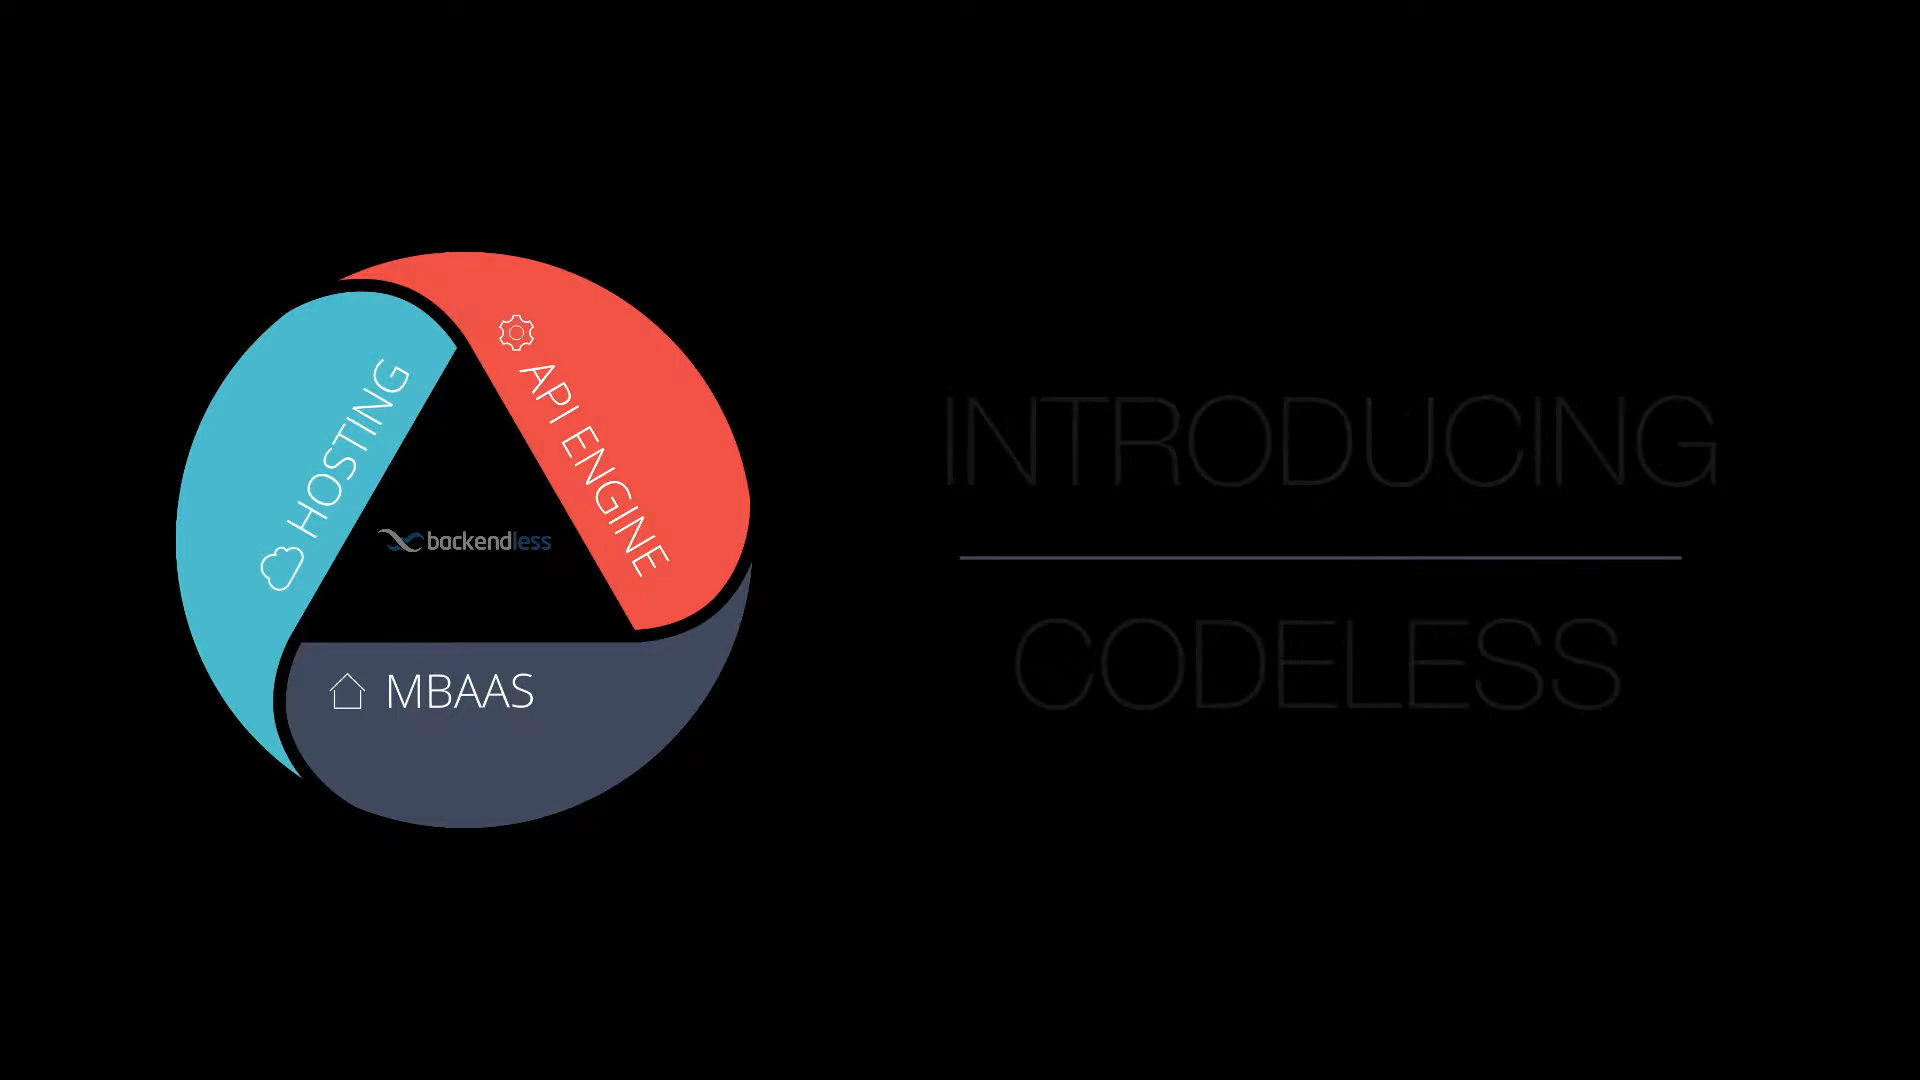 HOSTING
API ENGINE
backendless
MBAAS
INTRODUCING
CODELESS